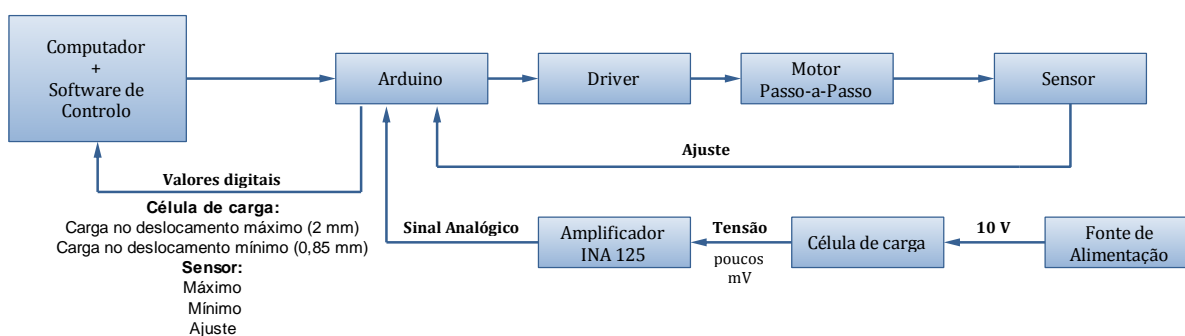 Computador
+
Software de
Controlo
Arduino
Driver
Motor
Passo-a-Passo
Sensor
Ajuste
Valores digitais
Célula de carga:
Carga no deslocamento máximo (2 mm)
Carga no deslocamento mínimo (0,85 mm)
Sensor:
Máximo
Mínimo
Ajuste
Sinal Analógico
Amplificador
INA 125
Tensão
poucos
mV
Célula de carga
10 V
Fonte de
Alimentação